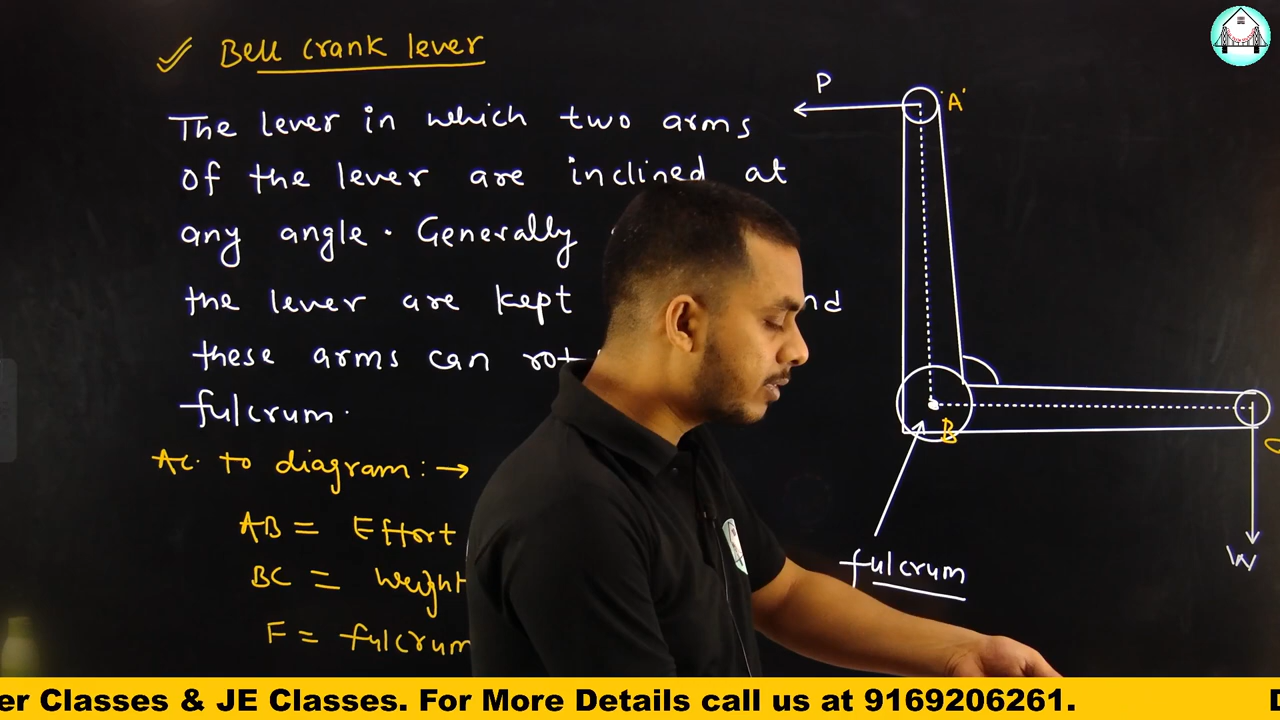 Bell crank lever
The lever in which two arms
of the lever are inclined at
any angle. Generally
the lever are kept
these arms can
fulcrum.
Ac. to diagram :→
AB = Effort
BC = Weight
F = fulcrum
P
'A'
B
W
fulcrum
er Classes & JE Classes. For More Details call us at 9169206261.